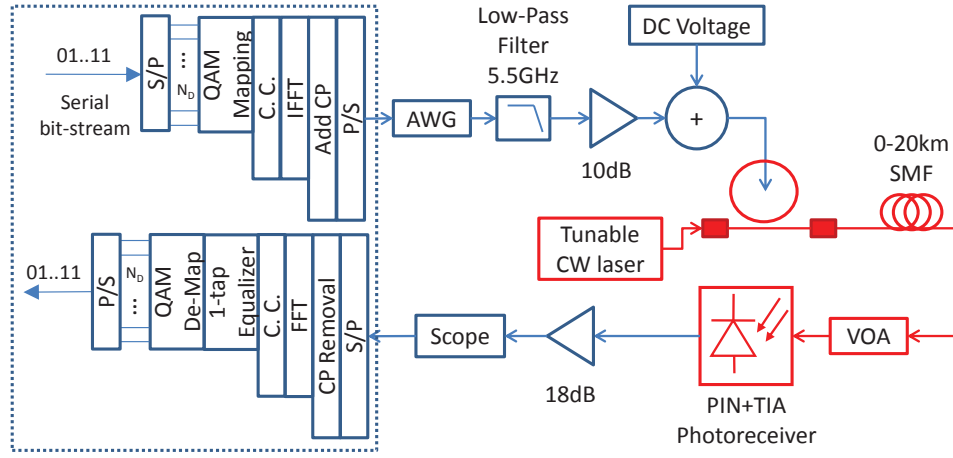 01..11
Serial
bit-stream
S/P
...
N_D
QAM
Mapping
C. C.
IFFT
Add CP
P/S
AWG
Low-Pass
Filter
5.5GHz
10dB
DC Voltage
+
0-20km
SMF
Tunable
CW laser
01..11
P/S
N_D
...
QAM
De-Map
1-tap
Equalizer
C. C.
FFT
CP Removal
S/P
Scope
18dB
PIN+TIA
Photoreceiver
VOA